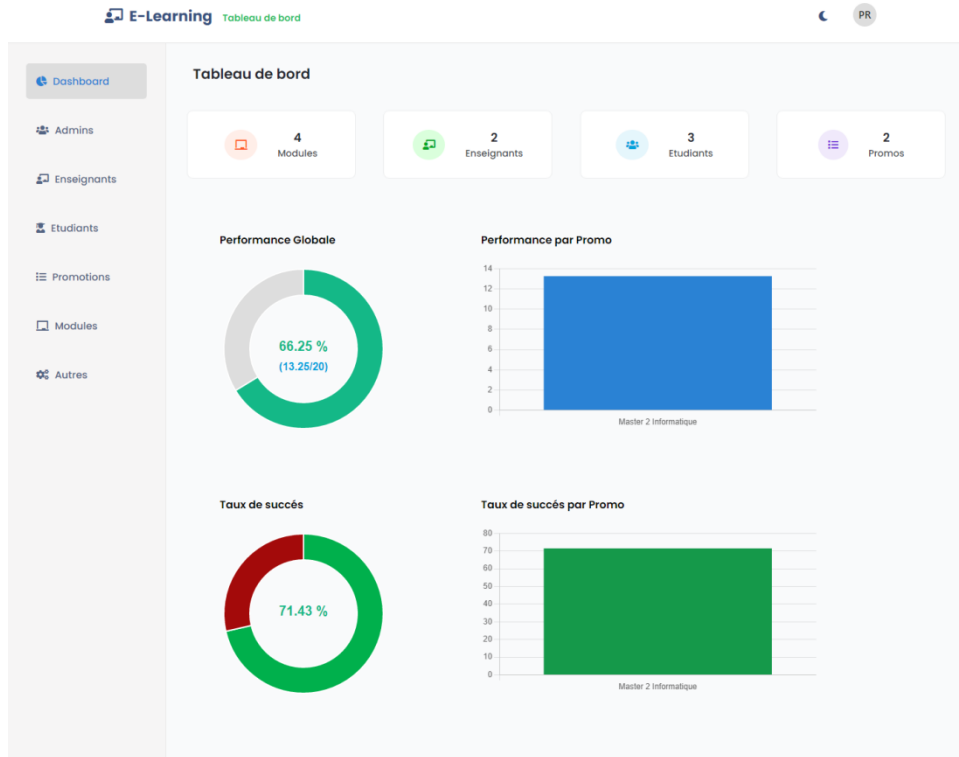 E-Learning Tableau de bord
PR
Dashboard
Admins
Enseignants
Etudiants
Promotions
Modules
Autres
Tableau de bord
4
Modules
2
Enseignants
3
Etudiants
2
Promos
Performance Globale
66.25 %
(13.25/20)
Performance par Promo
14
12
10
8
6
4
2
0
Master 2 Informatique
Taux de succés
71.43 %
Taux de succés par Promo
80
70
60
50
40
30
20
10
0
Master 2 Informatique